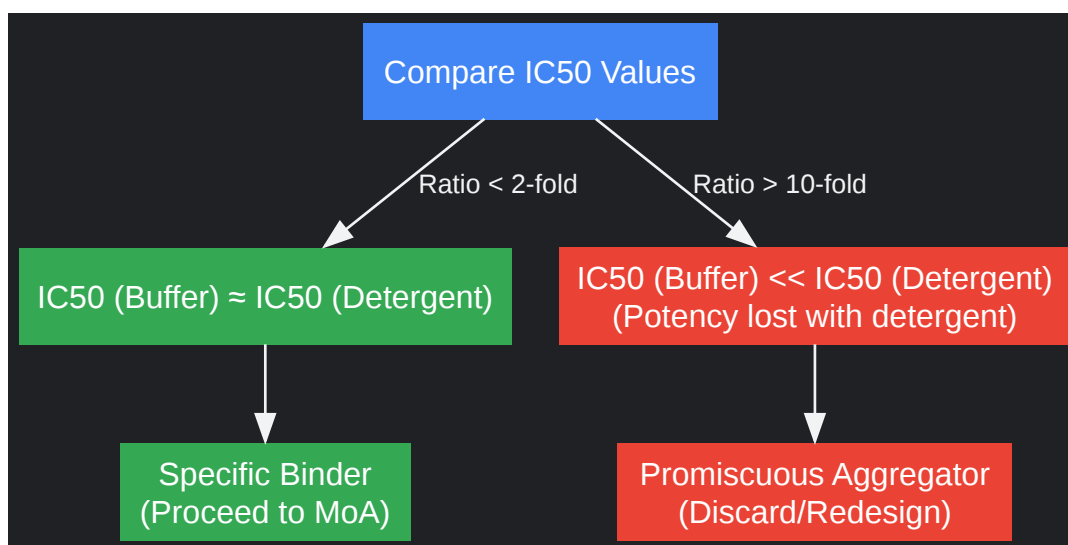 Compare IC50 Values
Ratio < 2-fold
Ratio > 10-fold
IC50 (Buffer) ≈ IC50 (Detergent)
IC50 (Buffer) << IC50 (Detergent)
(Potency lost with detergent)
Specific Binder
(Proceed to MoA)
Promiscuous Aggregator
(Discard/Redesign)